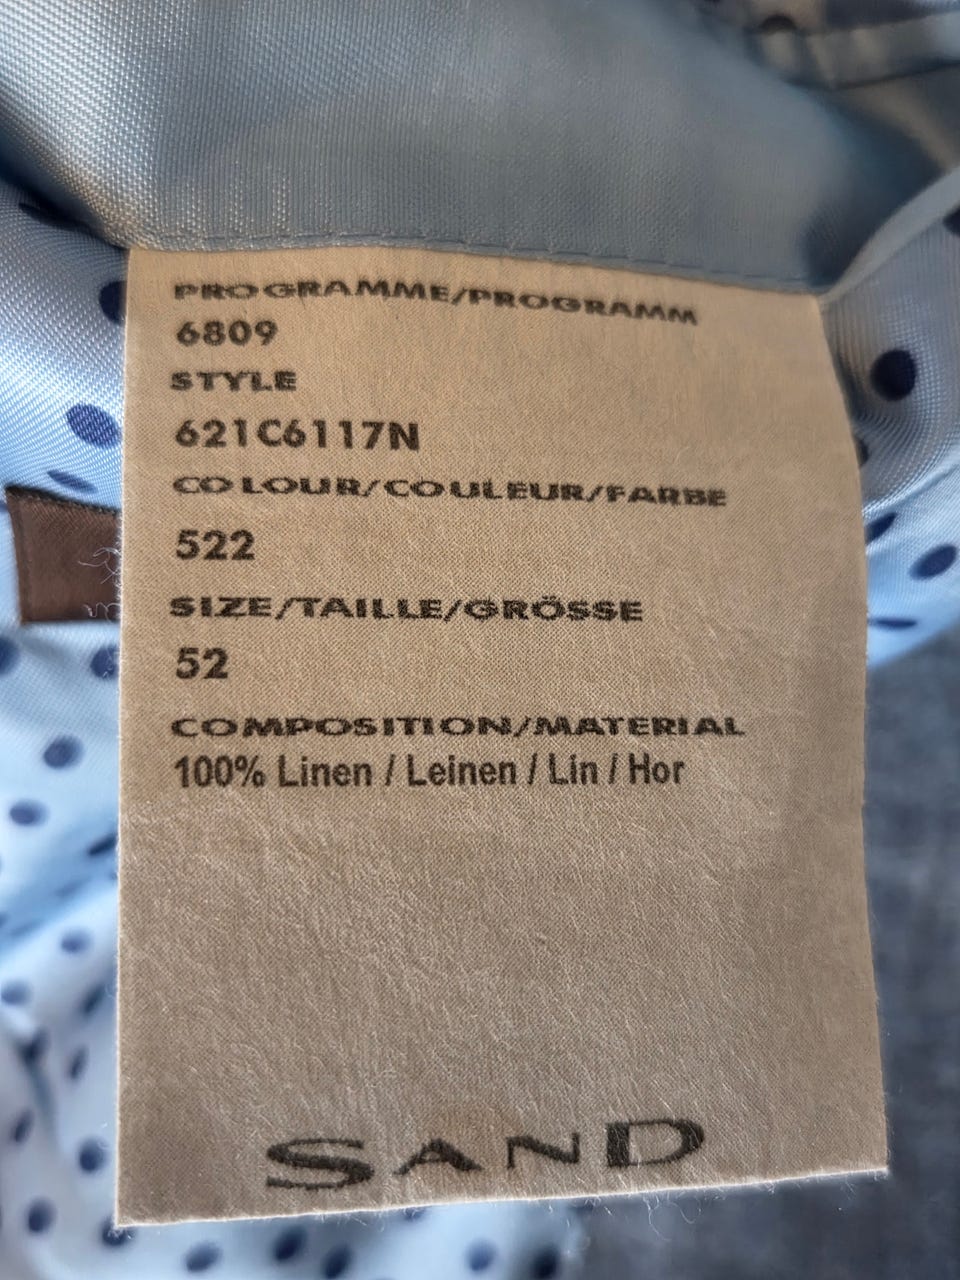 PROGRAMME/PROGRAMM
6809
STYLE
621C6117N
COLOUR/COULEUR/FARBE
522
SIZE/TAILLE/GRÖSSE
52
COMPOSITION/MATERIAL
100% Linen / Leinen / Lin / Hor
SAND